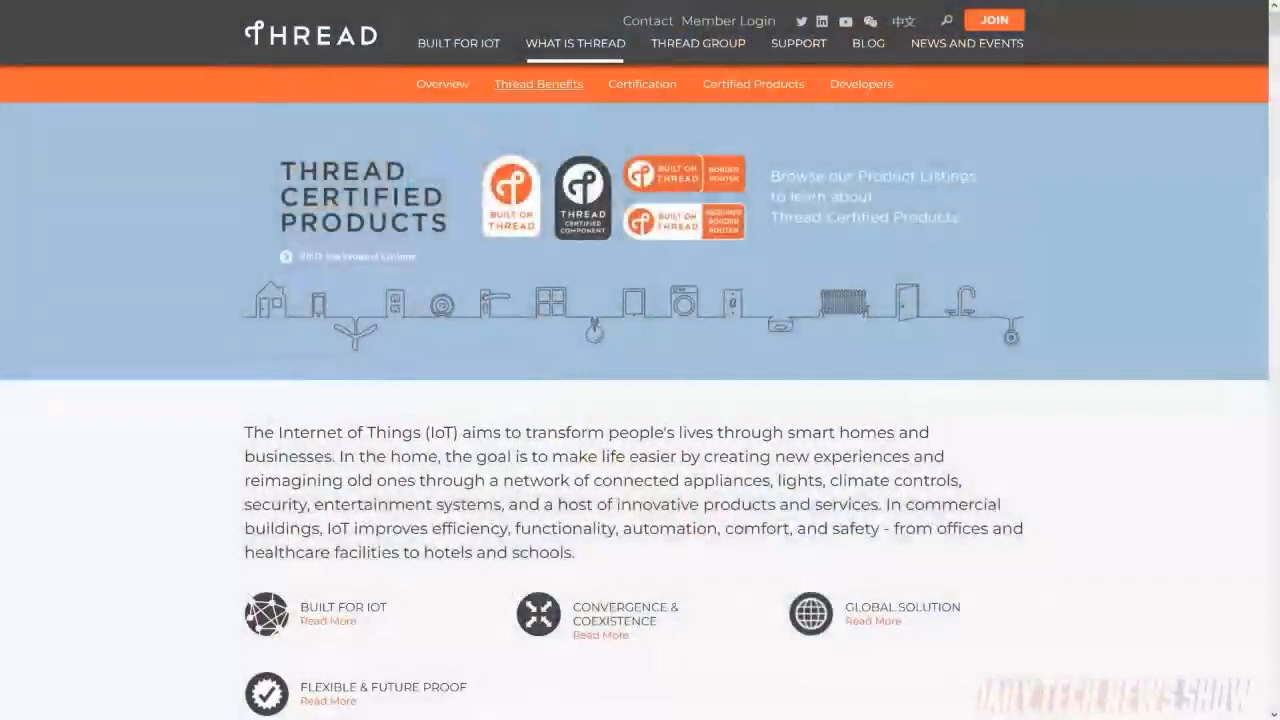 THREAD
Contact Member Login 中文 JOIN
BUILT FOR IOT WHAT IS THREAD THREAD GROUP SUPPORT BLOG NEWS AND EVENTS
Overview Thread Benefits Certification Certified Products Developers
THREAD
CERTIFIED
PRODUCTS
BUILT ON
THREAD
THREAD
CERTIFIED
COMPONENT
BUILT ON
THREAD
BORDER
ROUTER
BUILT ON
THREAD
REQUIRES
BORDER
ROUTER
Browse our Product Listings
to learn about
Thread Certified Products
The Internet of Things (IoT) aims to transform people's lives through smart homes and
businesses. In the home, the goal is to make life easier by creating new experiences and
reimagining old ones through a network of connected appliances, lights, climate controls,
security, entertainment systems, and a host of innovative products and services. In commercial
buildings, IoT improves efficiency, functionality, automation, comfort, and safety - from offices and
healthcare facilities to hotels and schools.
BUILT FOR IOT
Read More
CONVERGENCE &
COEXISTENCE
Read More
GLOBAL SOLUTION
Read More
FLEXIBLE & FUTURE PROOF
Read More
DAILY TECH NEWS SHOW